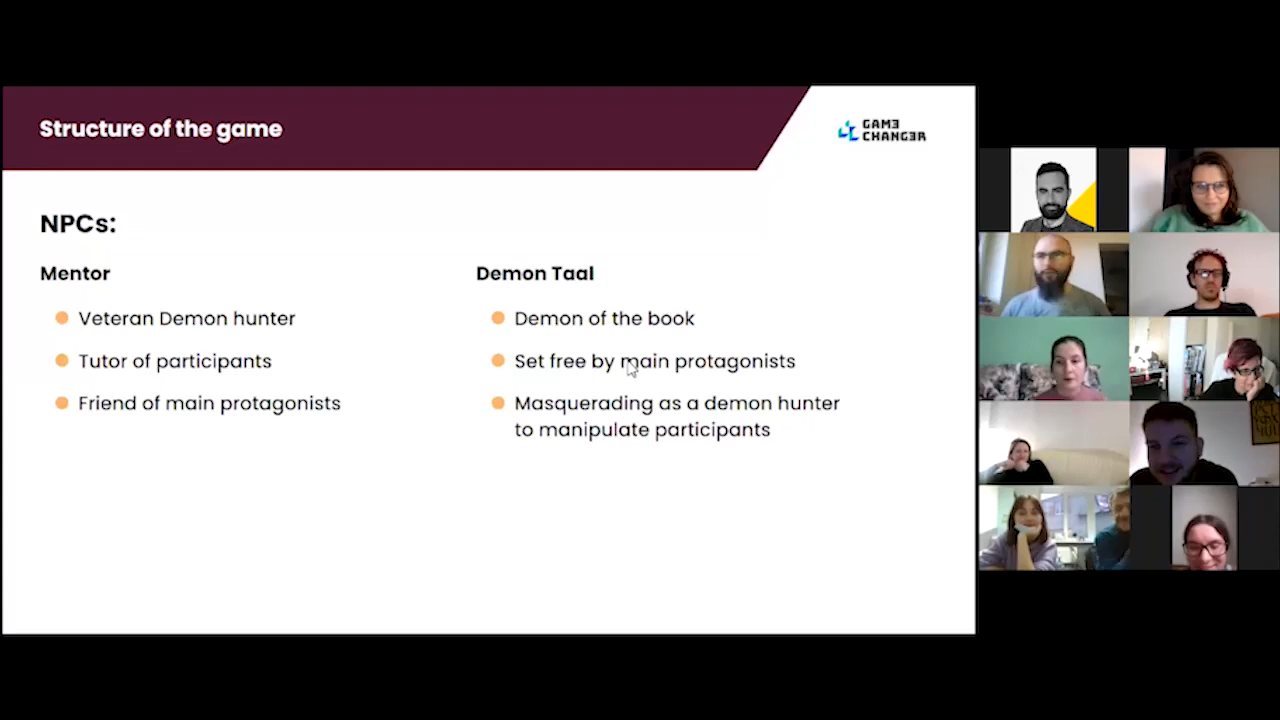 Structure of the game
GAM3
CHANG3R
NPCs:
Mentor
Veteran Demon hunter
Tutor of participants
Friend of main protagonists
Demon Taal
Demon of the book
Set free by main protagonists
Masquerading as a demon hunter
to manipulate participants